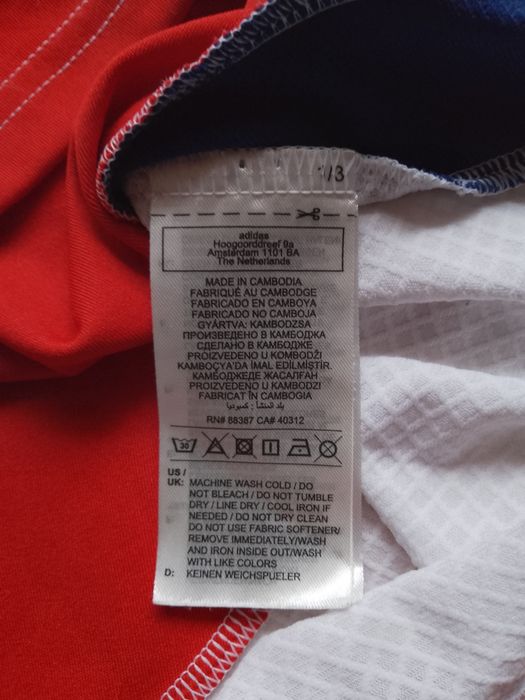 1/3
adidas
Hoogoorddreef 9a
Amsterdam 1101 BA
The Netherlands
MADE IN CAMBODIA
FABRIQUÉ AU CAMBODGE
FABRICADO EN CAMBOYA
FABRICADO NO CAMBOJA
GYÁRTVA: KAMBODZSA
ПРОИЗВЕДЕНО В КАМБОДЖА
СДЕЛАНО В КАМБОДЖЕ
PROIZVEDENO U KOMBODŽI
KAMBOÇYA'DA İMAL EDİLMİŞTİR.
КАМБОДЖЕДЕ ЖАСАЛҒАН
PROIZVEDENO U KAMBODŽI
FABRICAT ÎN CAMBOGIA
بلد المنشأ : كمبوديا
RN# 88387 CA# 40312
30
US /
UK: MACHINE WASH COLD / DO
NOT BLEACH / DO NOT TUMBLE
DRY / LINE DRY / COOL IRON IF
NEEDED / DO NOT DRY CLEAN
DO NOT USE FABRIC SOFTENER/
REMOVE IMMEDIATELY/WASH
AND IRON INSIDE OUT/WASH
WITH LIKE COLORS
D: KEINEN WEICHSPUELER